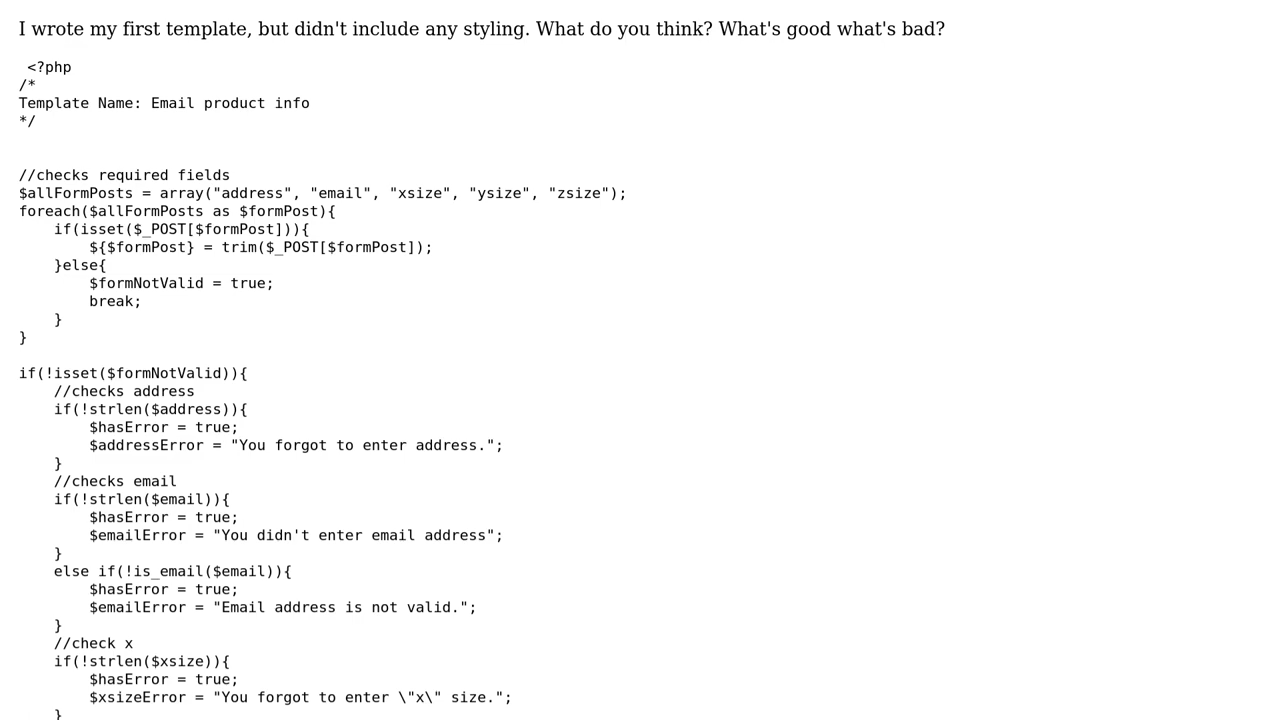 I wrote my first template, but didn't include any styling. What do you think? What's good what's bad?
<?php
/*
Template Name: Email product info
*/
//checks required fields
$allFormPosts = array("address", "email", "xsize", "ysize", "zsize");
foreach($allFormPosts as $formPost){
    if(isset($_POST[$formPost])){
        ${$formPost} = trim($_POST[$formPost]);
    }else{
        $formNotValid = true;
        break;
    }
}
if(!isset($formNotValid)){
    //checks address
    if(!strlen($address)){
        $hasError = true;
        $addressError = "You forgot to enter address.";
    }
    //checks email
    if(!strlen($email)){
        $hasError = true;
        $emailError = "You didn't enter email address";
    }
    else if(!is_email($email)){
        $hasError = true;
        $emailError = "Email address is not valid.";
    }
    //check x
    if(!strlen($xsize)){
        $hasError = true;
        $xsizeError = "You forgot to enter \"x\" size.";
    }